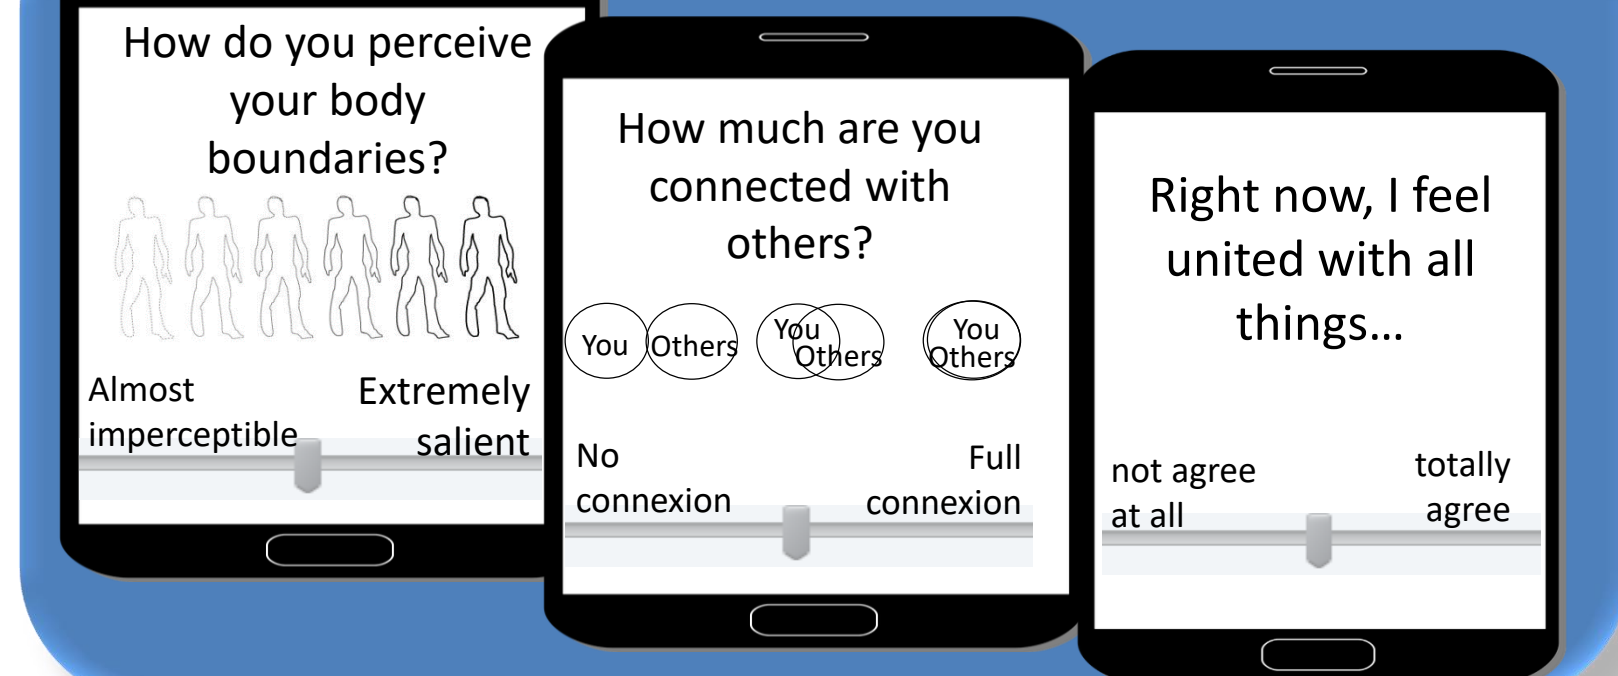 How do you perceive
your body
boundaries?
Almost
imperceptible
Extremely
salient
How much are you
connected with
others?
You
Others
You
Others
You
Others
No
connexion
Full
connexion
Right now, I feel
united with all
things…
not agree
at all
totally
agree